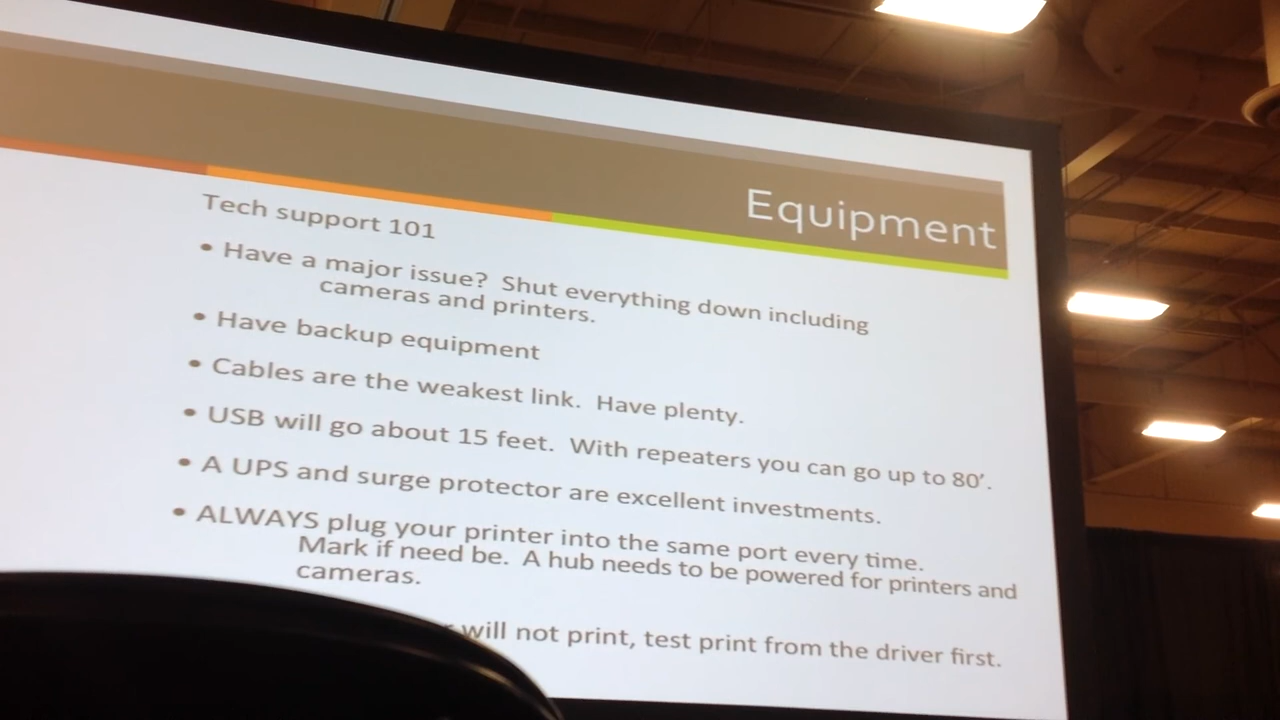 Equipment
Tech support 101
• Have a major issue? Shut everything down including
cameras and printers.
• Have backup equipment
• Cables are the weakest link. Have plenty.
• USB will go about 15 feet. With repeaters you can go up to 80’.
• A UPS and surge protector are excellent investments.
• ALWAYS plug your printer into the same port every time.
Mark if need be. A hub needs to be powered for printers and
cameras.
will not print, test print from the driver first.